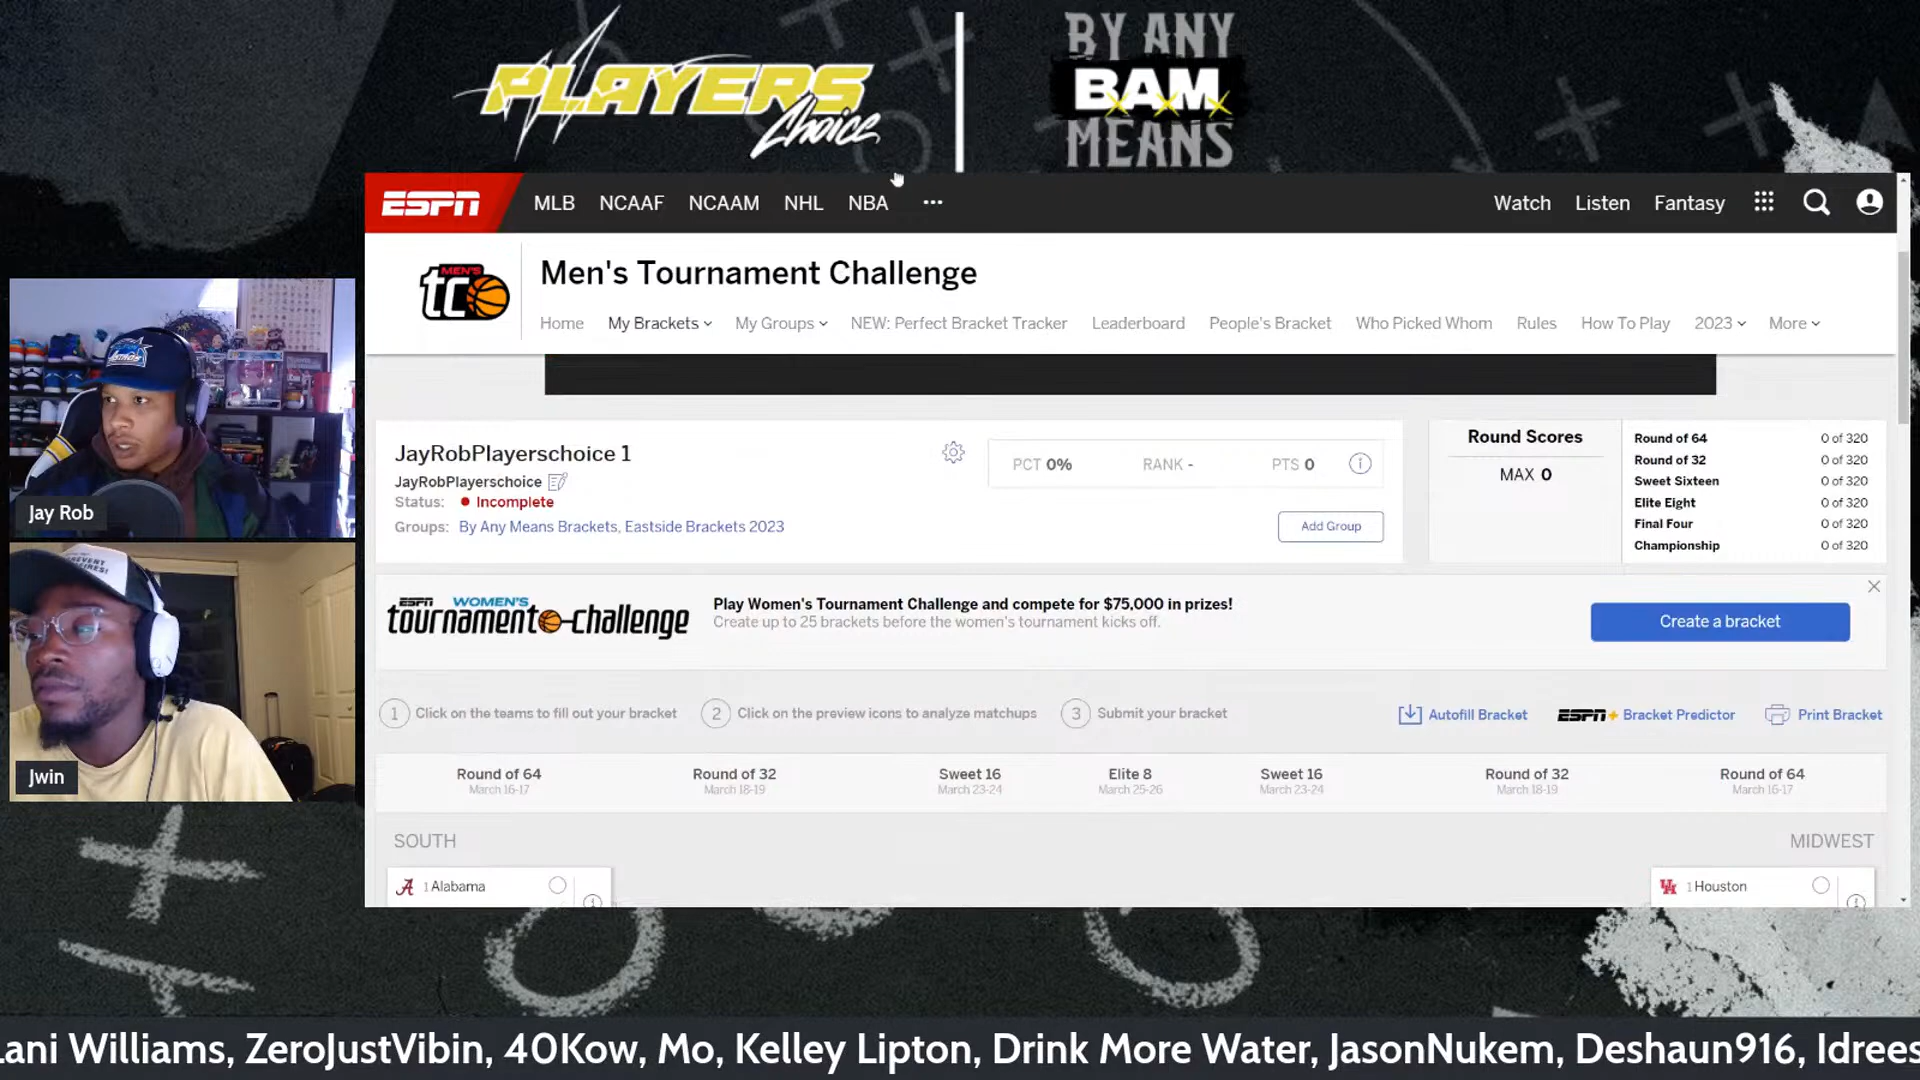 PLAYERS
Choice
BY ANY
BAM
MEANS
ESPN
MLB NCAAF NCAAM NHL NBA
Watch Listen Fantasy
MEN'S
tc
Men's Tournament Challenge
Home My Brackets My Groups NEW: Perfect Bracket Tracker Leaderboard People's Bracket Who Picked Whom Rules How To Play 2023 More
JayRobPlayerschoice 1
JayRobPlayerschoice
Status: Incomplete
Groups: By Any Means Brackets, Eastside Brackets 2023
PCT 0% RANK - PTS 0
Add Group
Round Scores
MAX 0
Round of 64 0 of 320
Round of 32 0 of 320
Sweet Sixteen 0 of 320
Elite Eight 0 of 320
Final Four 0 of 320
Championship 0 of 320
ESPN WOMEN'S
tournament challenge
Play Women's Tournament Challenge and compete for $75,000 in prizes!
Create up to 25 brackets before the women's tournament kicks off.
Create a bracket
1 Click on the teams to fill out your bracket 2 Click on the preview icons to analyze matchups 3 Submit your bracket
Autofill Bracket ESPN+ Bracket Predictor Print Bracket
Round of 64 Round of 32 Sweet 16 Elite 8 Sweet 16 Round of 32 Round of 64
March 16-17 March 18-19 March 23-24 March 25-26 March 23-24 March 18-19 March 16-17
SOUTH MIDWEST
1 Alabama
1 Houston
Jay Rob
Jwin
Lani Williams, ZeroJustVibin, 40Kow, Mo, Kelley Lipton, Drink More Water, JasonNukem, Deshaun916, Idrees